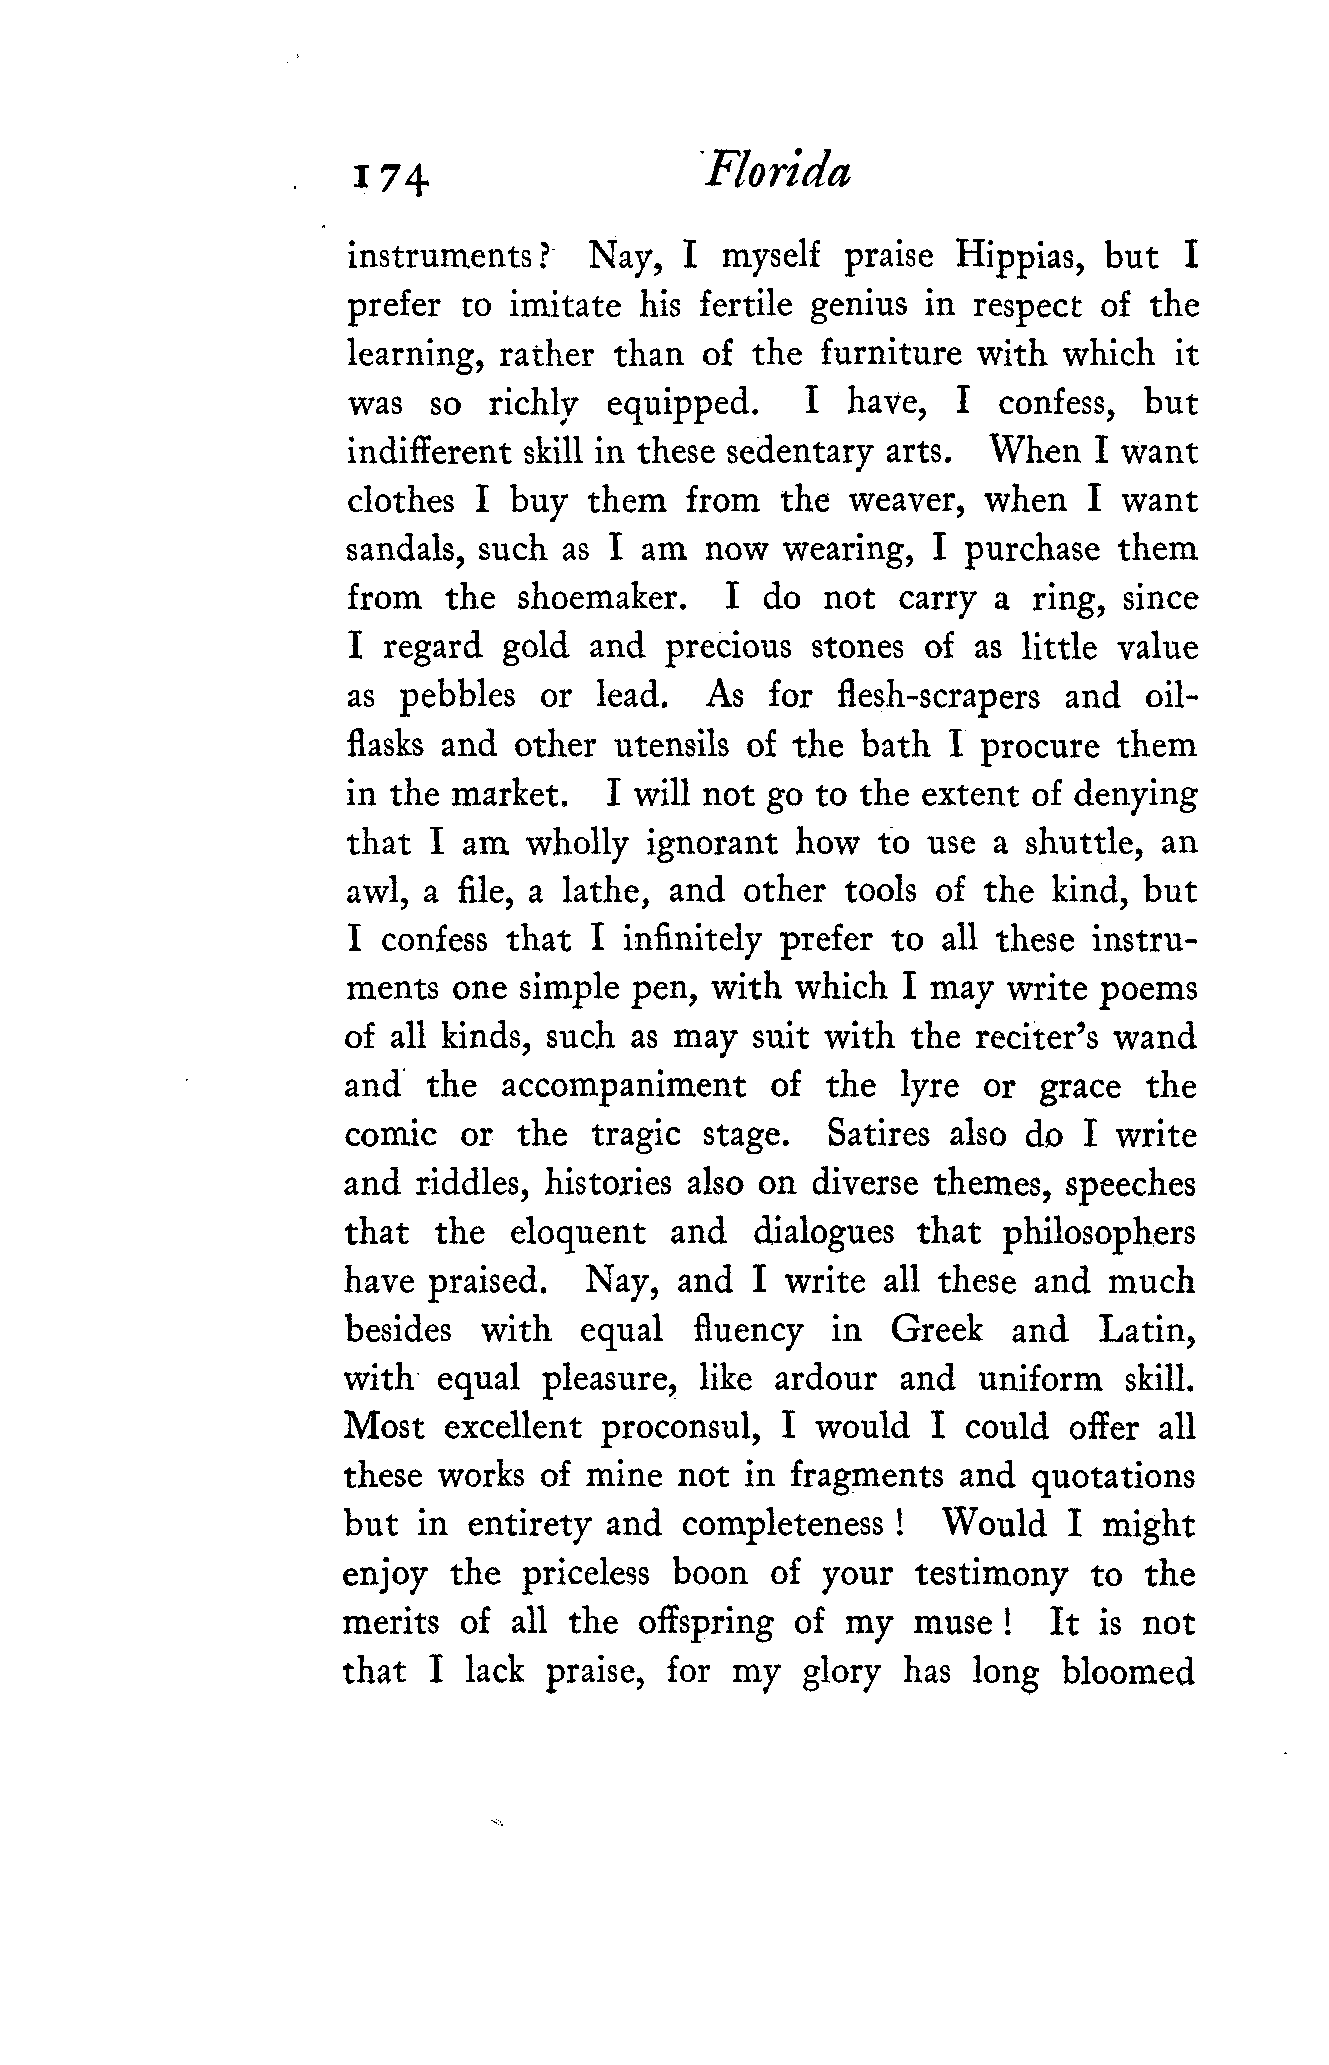 174 Florida
instruments? Nay, I myself praise Hippias, but I
prefer to imitate his fertile genius in respect of the
learning, rather than of the furniture with which it
was so richly equipped. I have, I confess, but
indifferent skill in these sedentary arts. When I want
clothes I buy them from the weaver, when I want
sandals, such as I am now wearing, I purchase them
from the shoemaker. I do not carry a ring, since
I regard gold and precious stones of as little value
as pebbles or lead. As for flesh-scrapers and oil-
flasks and other utensils of the bath I procure them
in the market. I will not go to the extent of denying
that I am wholly ignorant how to use a shuttle, an
awl, a file, a lathe, and other tools of the kind, but
I confess that I infinitely prefer to all these instru-
ments one simple pen, with which I may write poems
of all kinds, such as may suit with the reciter's wand
and the accompaniment of the lyre or grace the
comic or the tragic stage. Satires also do I write
and riddles, histories also on diverse themes, speeches
that the eloquent and dialogues that philosophers
have praised. Nay, and I write all these and much
besides with equal fluency in Greek and Latin,
with equal pleasure, like ardour and uniform skill.
Most excellent proconsul, I would I could offer all
these works of mine not in fragments and quotations
but in entirety and completeness! Would I might
enjoy the priceless boon of your testimony to the
merits of all the offspring of my muse! It is not
that I lack praise, for my glory has long bloomed